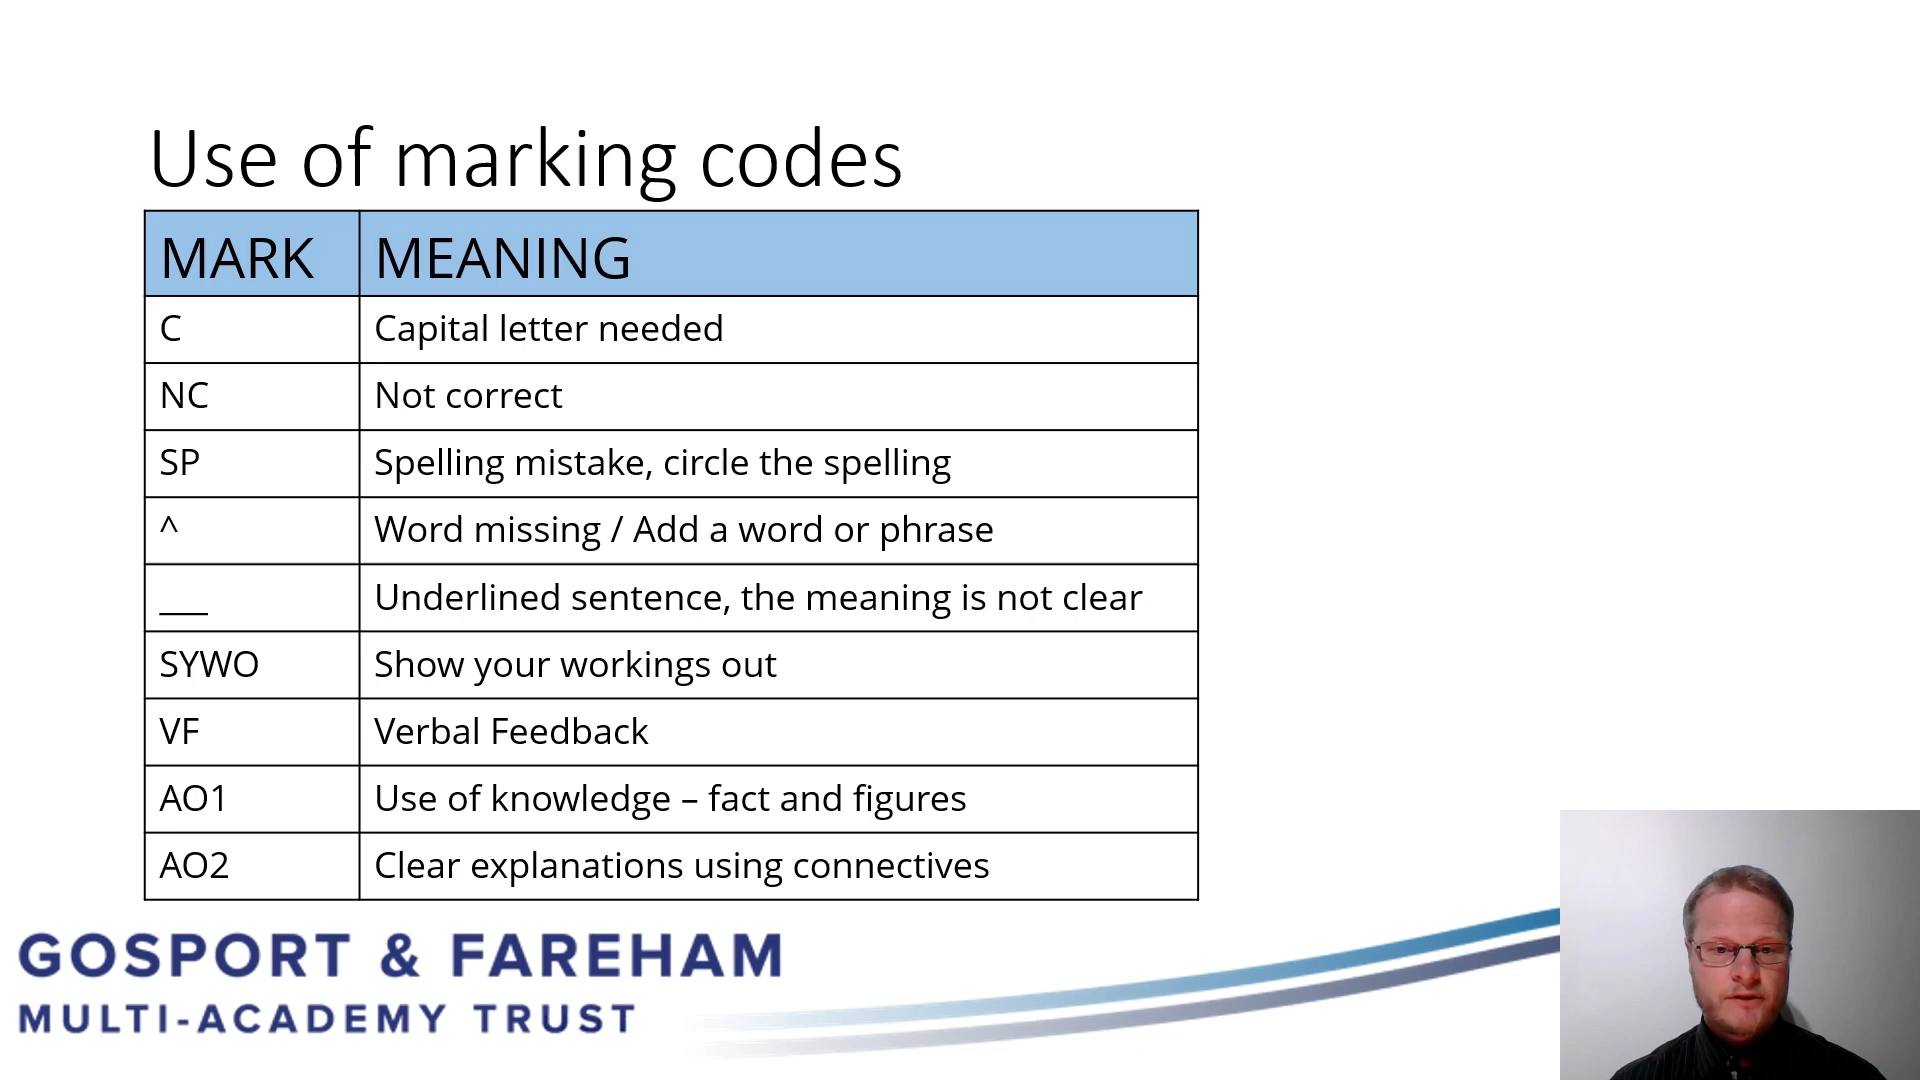 Use of marking codes
MARK MEANING
C Capital letter needed
NC Not correct
SP Spelling mistake, circle the spelling
^ Word missing / Add a word or phrase
___ Underlined sentence, the meaning is not clear
SYWO Show your workings out
VF Verbal Feedback
AO1 Use of knowledge – fact and figures
AO2 Clear explanations using connectives
GOSPORT & FAREHAM
MULTI-ACADEMY TRUST